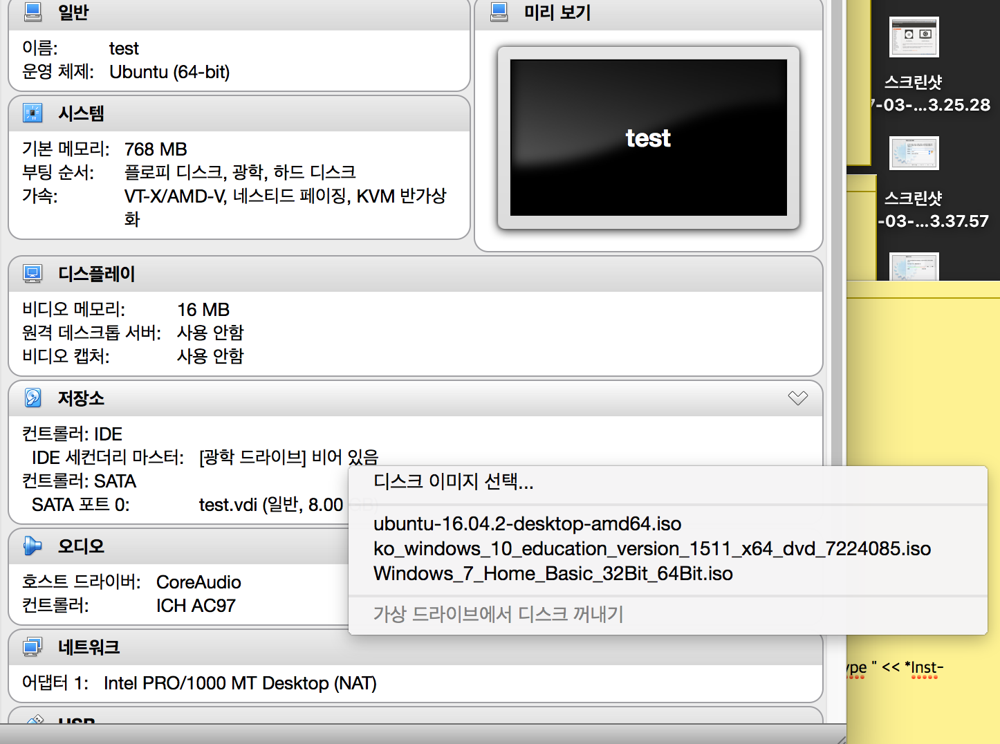 일반
이름: test
운영 체제: Ubuntu (64-bit)
시스템
기본 메모리: 768 MB
부팅 순서: 플로피 디스크, 광학, 하드 디스크
가속: VT-X/AMD-V, 네스티드 페이징, KVM 반가상
화
미리 보기
test
디스플레이
비디오 메모리: 16 MB
원격 데스크톱 서버: 사용 안함
비디오 캡처: 사용 안함
저장소
컨트롤러: IDE
IDE 세컨더리 마스터: [광학 드라이브] 비어 있음
컨트롤러: SATA
SATA 포트 0: test.vdi (일반, 8.00 GB)
디스크 이미지 선택...
ubuntu-16.04.2-desktop-amd64.iso
ko_windows_10_education_version_1511_x64_dvd_7224085.iso
Windows_7_Home_Basic_32Bit_64Bit.iso
가상 드라이브에서 디스크 꺼내기
오디오
호스트 드라이버: CoreAudio
컨트롤러: ICH AC97
네트워크
어댑터 1: Intel PRO/1000 MT Desktop (NAT)
USB
스크린샷
7-03-...3.25.28
스크린샷
-03-...3.37.57
ype " << *Inst-